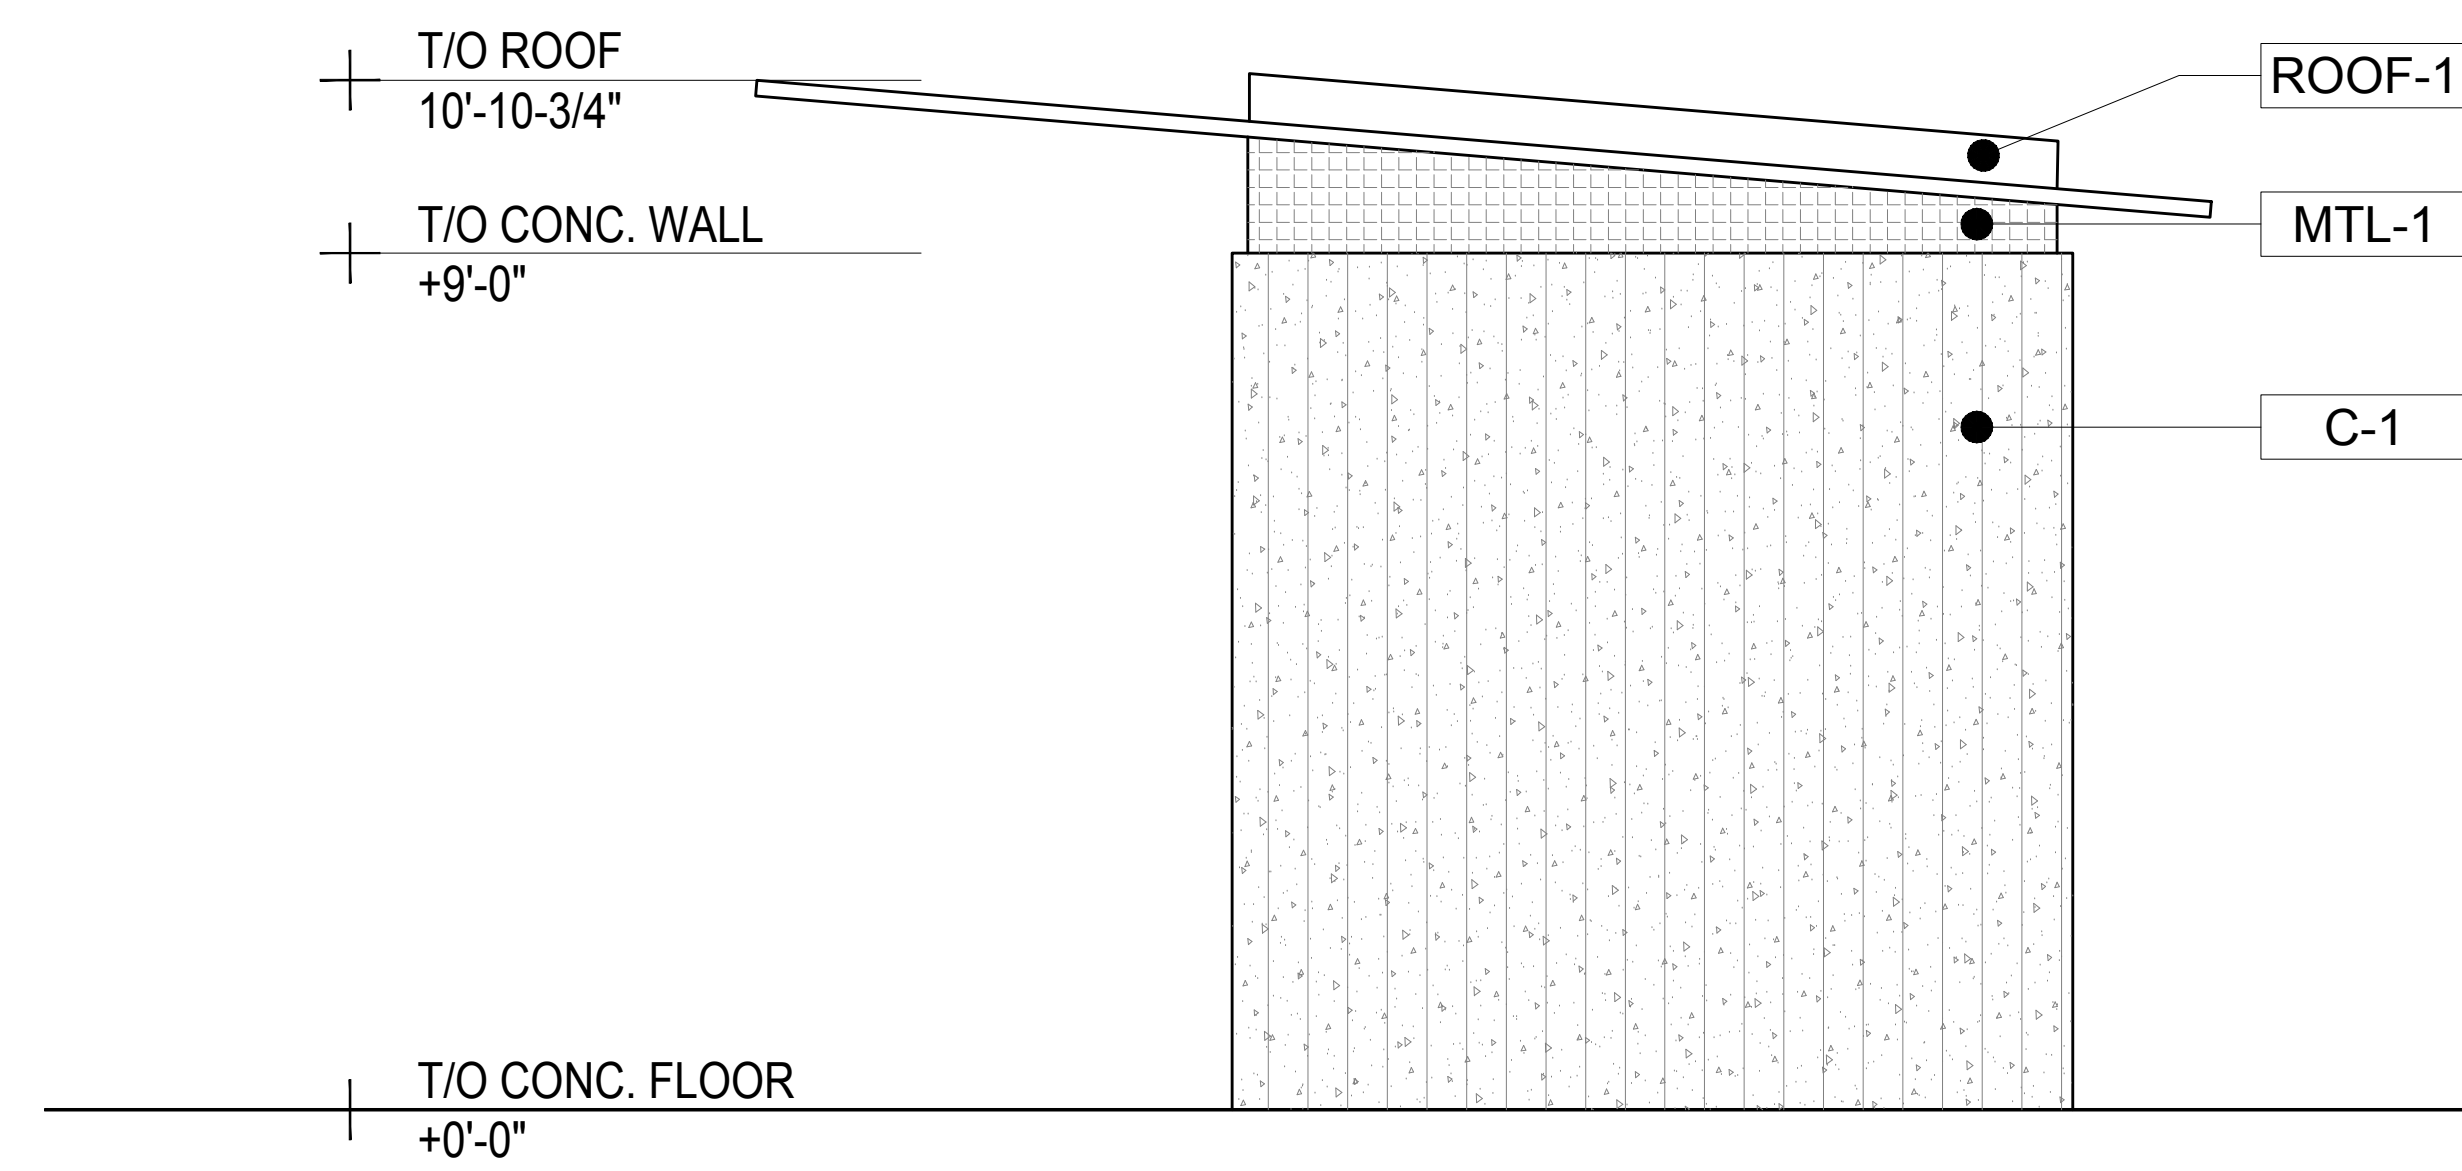 T/O ROOF
10'-10-3/4"
ROOF-1
T/O CONC. WALL
+9'-0"
MTL-1
C-1
T/O CONC. FLOOR
+0'-0"